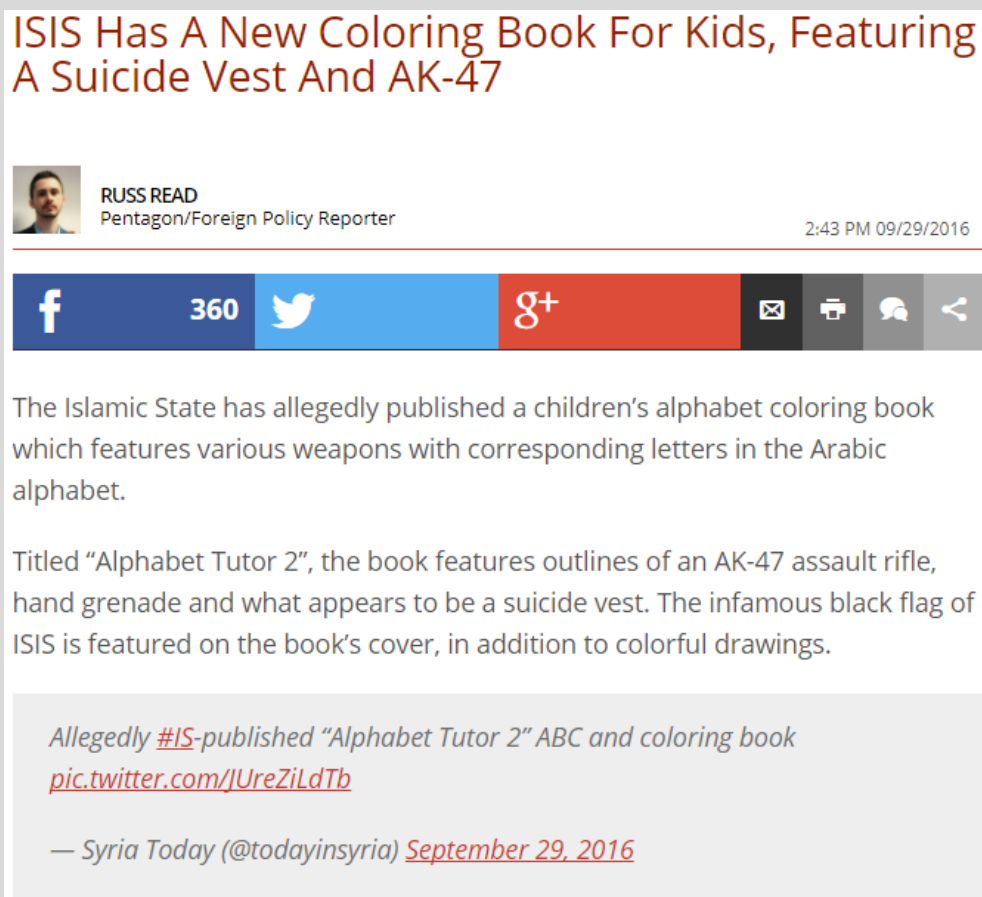 ISIS Has A New Coloring Book For Kids, Featuring
A Suicide Vest And AK-47
RUSS READ
Pentagon/Foreign Policy Reporter
2:43 PM 09/29/2016
f 360 g+
The Islamic State has allegedly published a children's alphabet coloring book
which features various weapons with corresponding letters in the Arabic
alphabet.
Titled “Alphabet Tutor 2”, the book features outlines of an AK-47 assault rifle,
hand grenade and what appears to be a suicide vest. The infamous black flag of
ISIS is featured on the book's cover, in addition to colorful drawings.
Allegedly #IS-published “Alphabet Tutor 2” ABC and coloring book
pic.twitter.com/JUreZiLdTb
— Syria Today (@todayinsyria) September 29, 2016